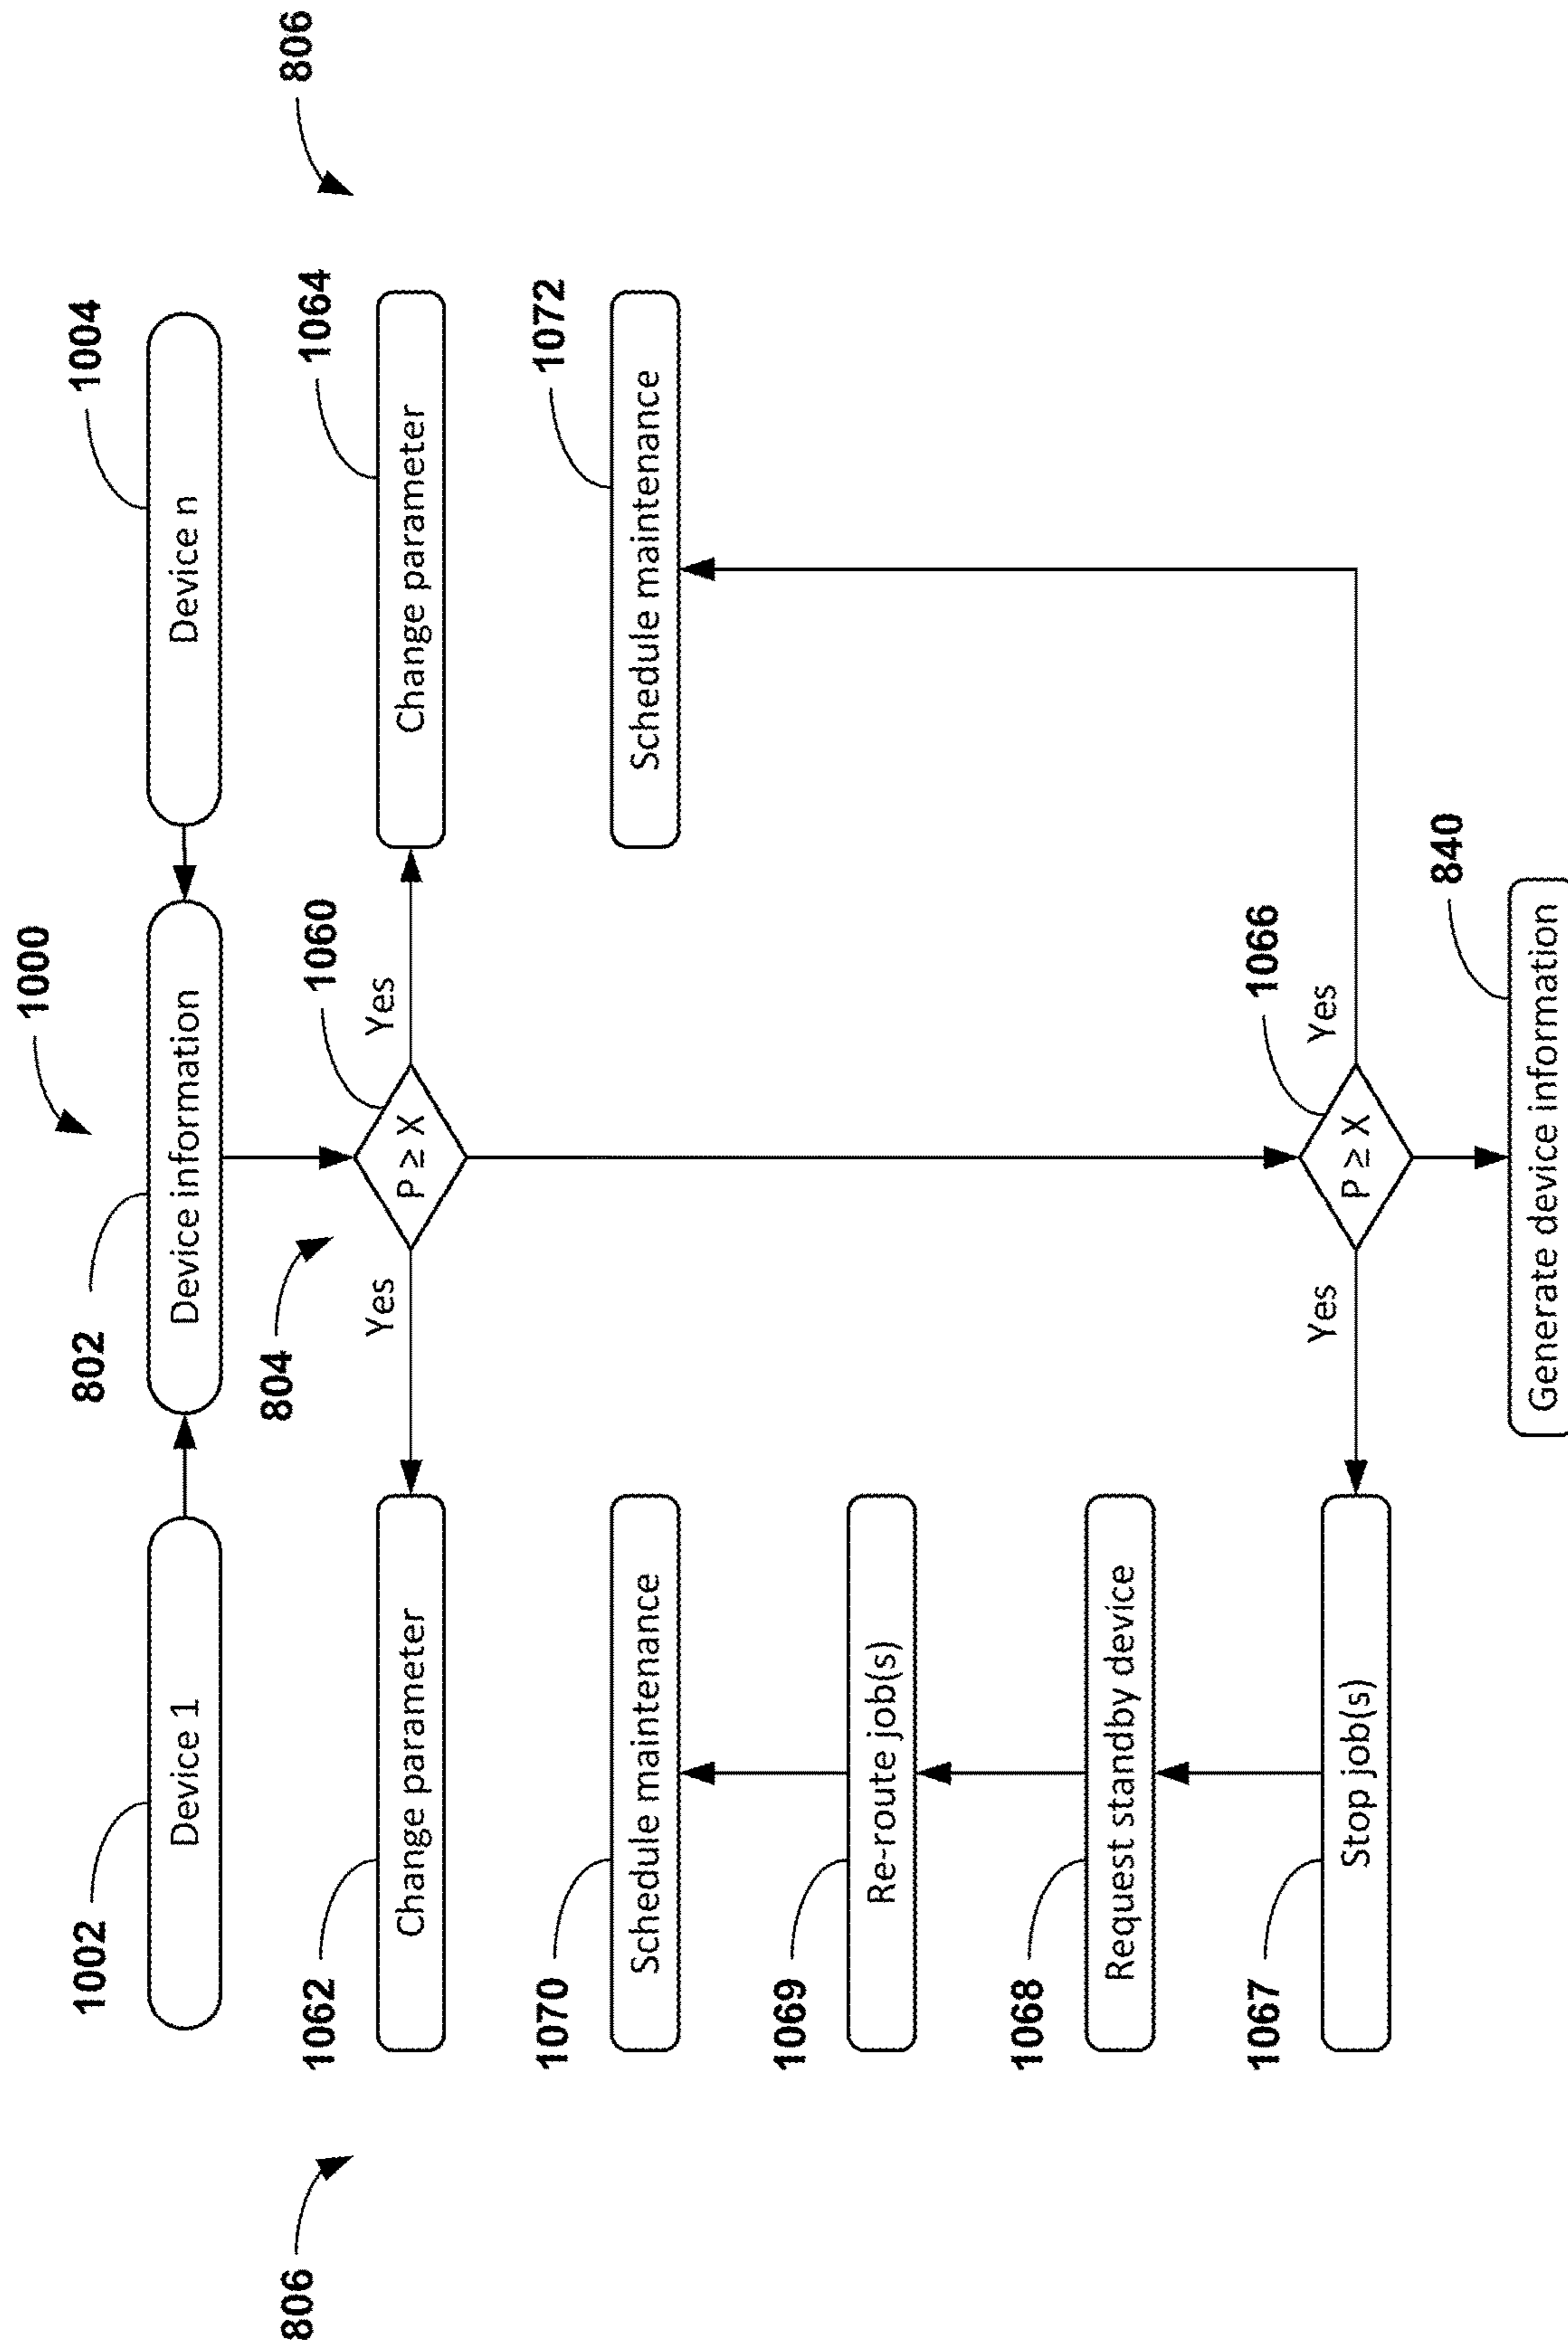 1000
1002
802
1004
Device 1
Device information
Device n
806
804
806
1062
1060
1064
Yes
Yes
Change parameter
P ≥ X
Change parameter
1070
1072
Schedule maintenance
Schedule maintenance
1069
Re-route job(s)
1068
Request standby device
1067
1066
Yes
Yes
Stop job(s)
P ≥ X
840
Generate device information